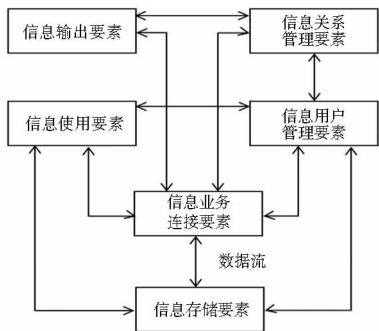 信息输出要素
信息关系
管理要素
信息使用要素
信息用户
管理要素
信息业务
连接要素
数据流
信息存储要素